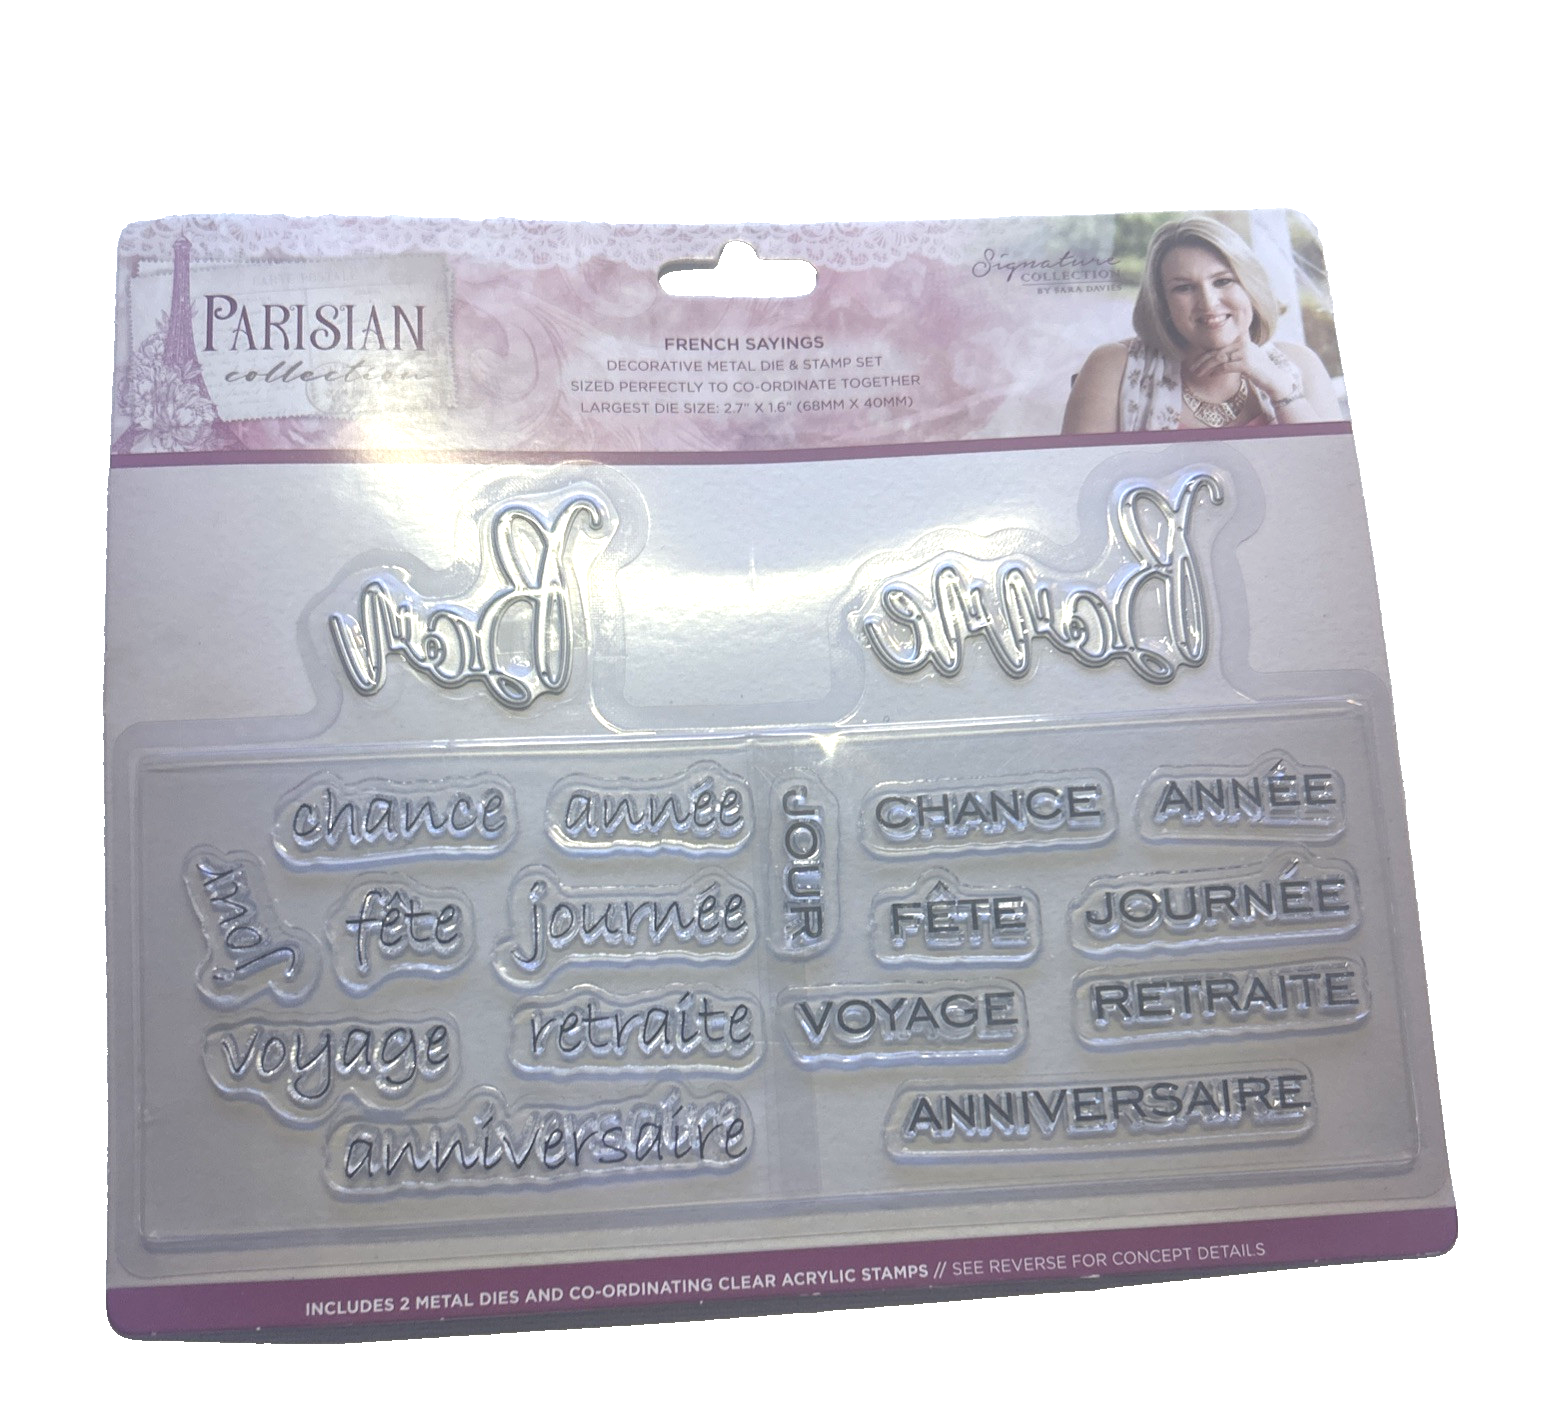 PARISIAN
collection
Signature
COLLECTION
BY SARA DAVIES
FRENCH SAYINGS
DECORATIVE METAL DIE & STAMP SET
SIZED PERFECTLY TO CO-ORDINATE TOGETHER
LARGEST DIE SIZE: 2.7" X 1.6" (68MM X 40MM)
Bon
Bonne
chance
année
JOUR
CHANCE
ANNÉE
jour
fête
journée
FÊTE
JOURNÉE
voyage
retraite
VOYAGE
RETRAITE
anniversaire
ANNIVERSAIRE
INCLUDES 2 METAL DIES AND CO-ORDINATING CLEAR ACRYLIC STAMPS // SEE REVERSE FOR CONCEPT DETAILS